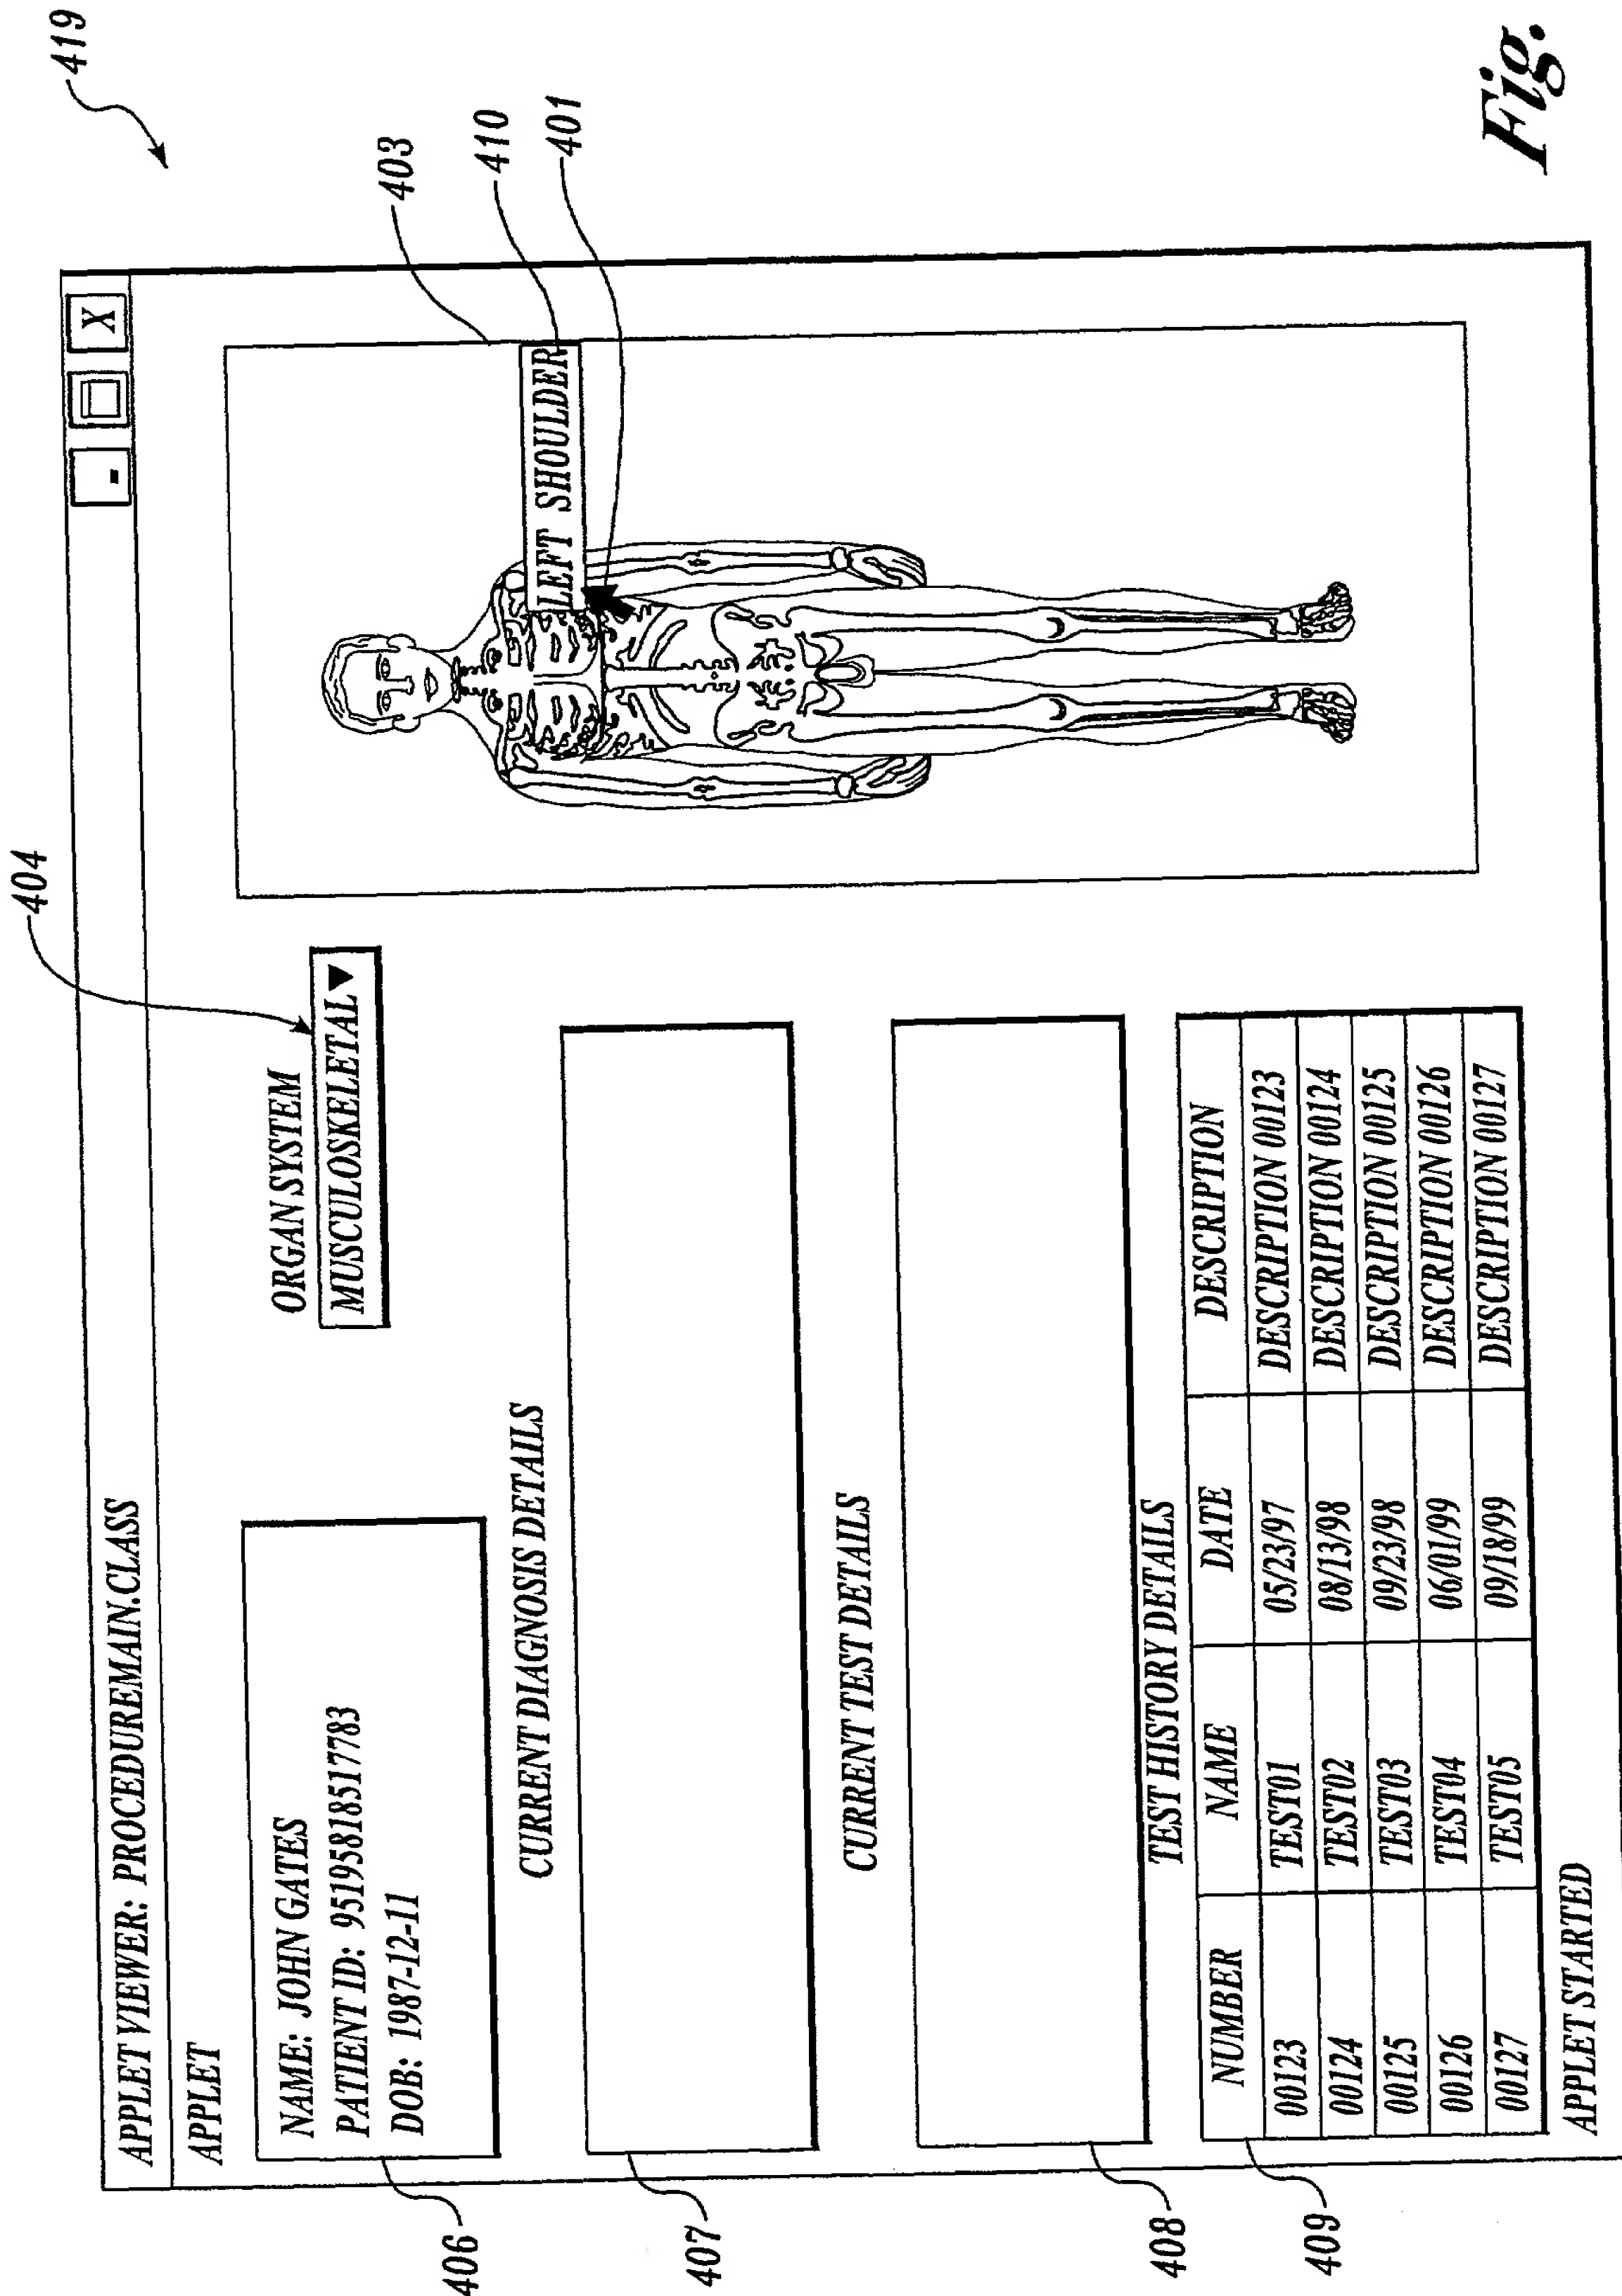 419
APPLET VIEWER: PROCEDUREMAIN.CLASS
- X
APPLET
404
NAME: JOHN GATES
PATIENT ID: 9519581851 7783
DOB: 1987-12-11
406
ORGAN SYSTEM
MUSCULOSKELETAL
403
LEFT SHOULDER
410
401
CURRENT DIAGNOSIS DETAILS
407
CURRENT TEST DETAILS
408
TEST HISTORY DETAILS
NUMBER NAME DATE DESCRIPTION
00123 TEST01 05/23/97 DESCRIPTION 00123
00124 TEST02 08/13/98 DESCRIPTION 00124
00125 TEST03 09/23/98 DESCRIPTION 00125
00126 TEST04 06/01/99 DESCRIPTION 00126
00127 TEST05 09/18/99 DESCRIPTION 00127
409
APPLET STARTED
Fig.